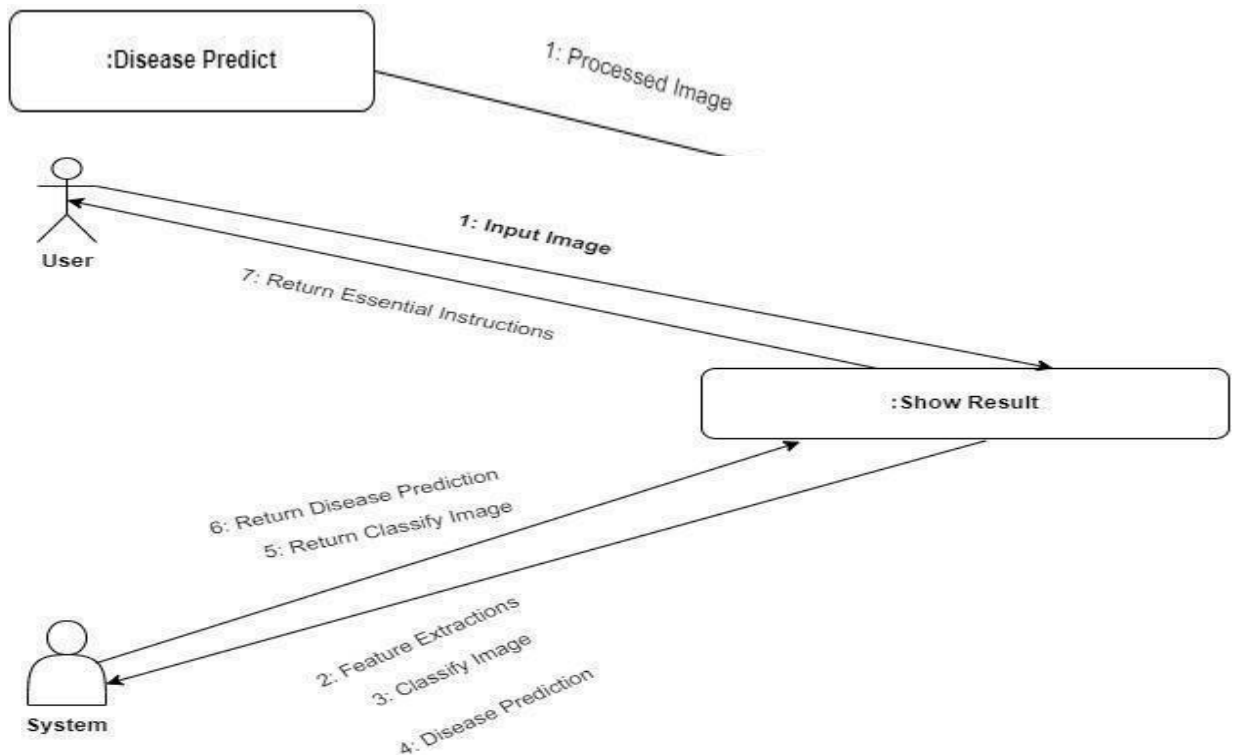 :Disease Predict
1: Processed Image
1: Input Image
User
7: Return Essential Instructions
:Show Result
6: Return Disease Prediction
5: Return Classify Image
2: Feature Extractions
3: Classify Image
4: Disease Prediction
System